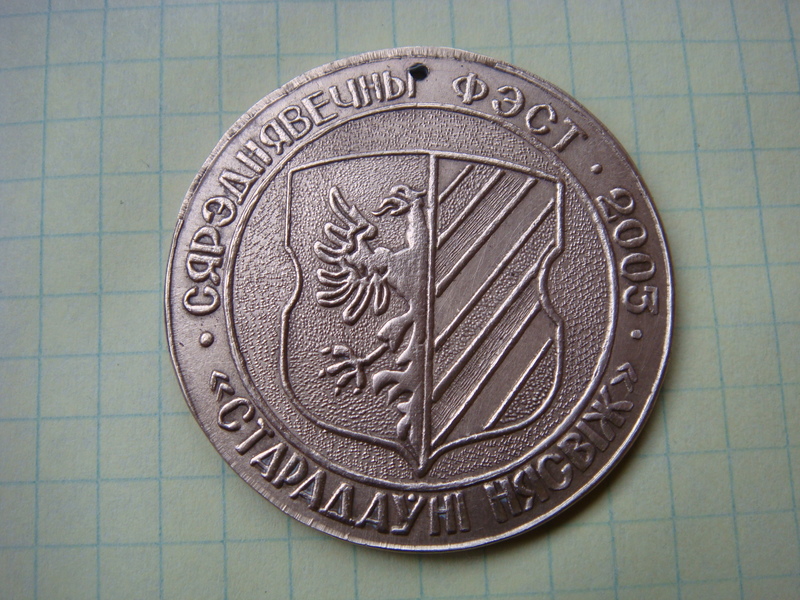 · СЯРЭДНЯВЕЧНЫ ФЭСТ · 2005 ·
«СТАРАДАЎНІ НЯСВІЖ»